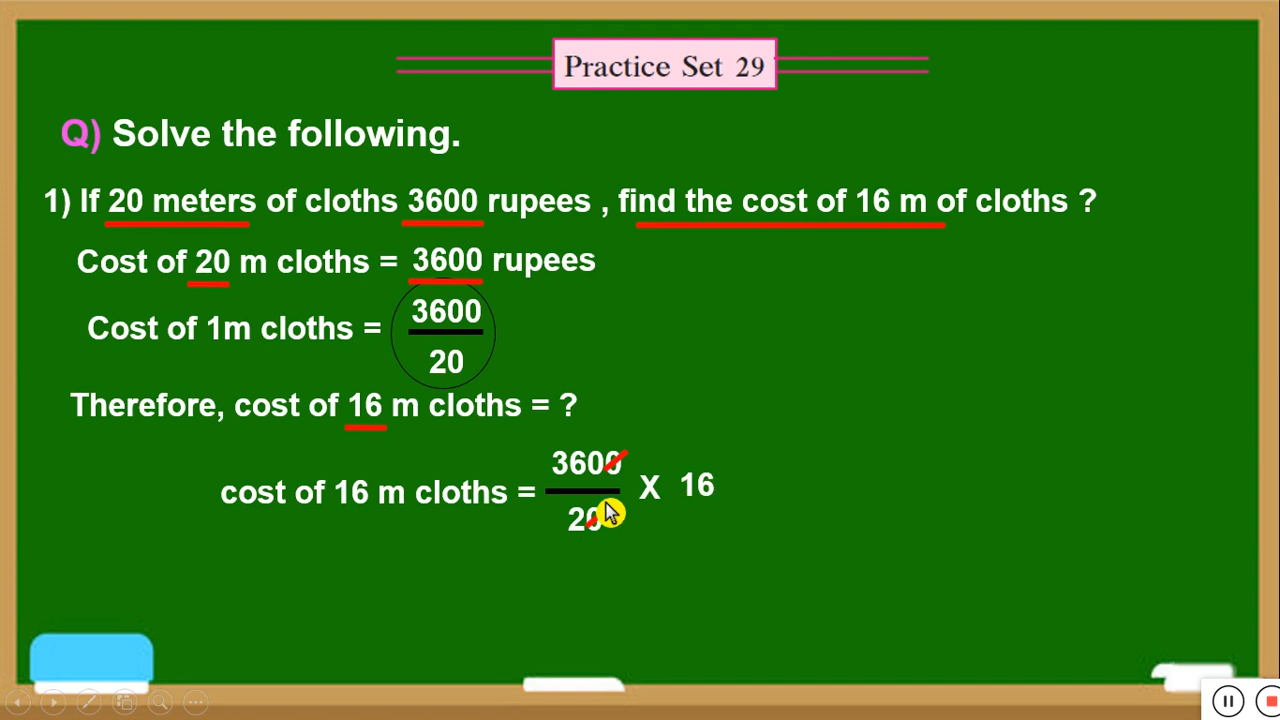 Practice Set 29
Q) Solve the following.
1) If 20 meters of cloths 3600 rupees , find the cost of 16 m of cloths ?
Cost of 20 m cloths = 3600 rupees
Cost of 1m cloths = 3600
20
Therefore, cost of 16 m cloths = ?
cost of 16 m cloths = 3600 X 16
20